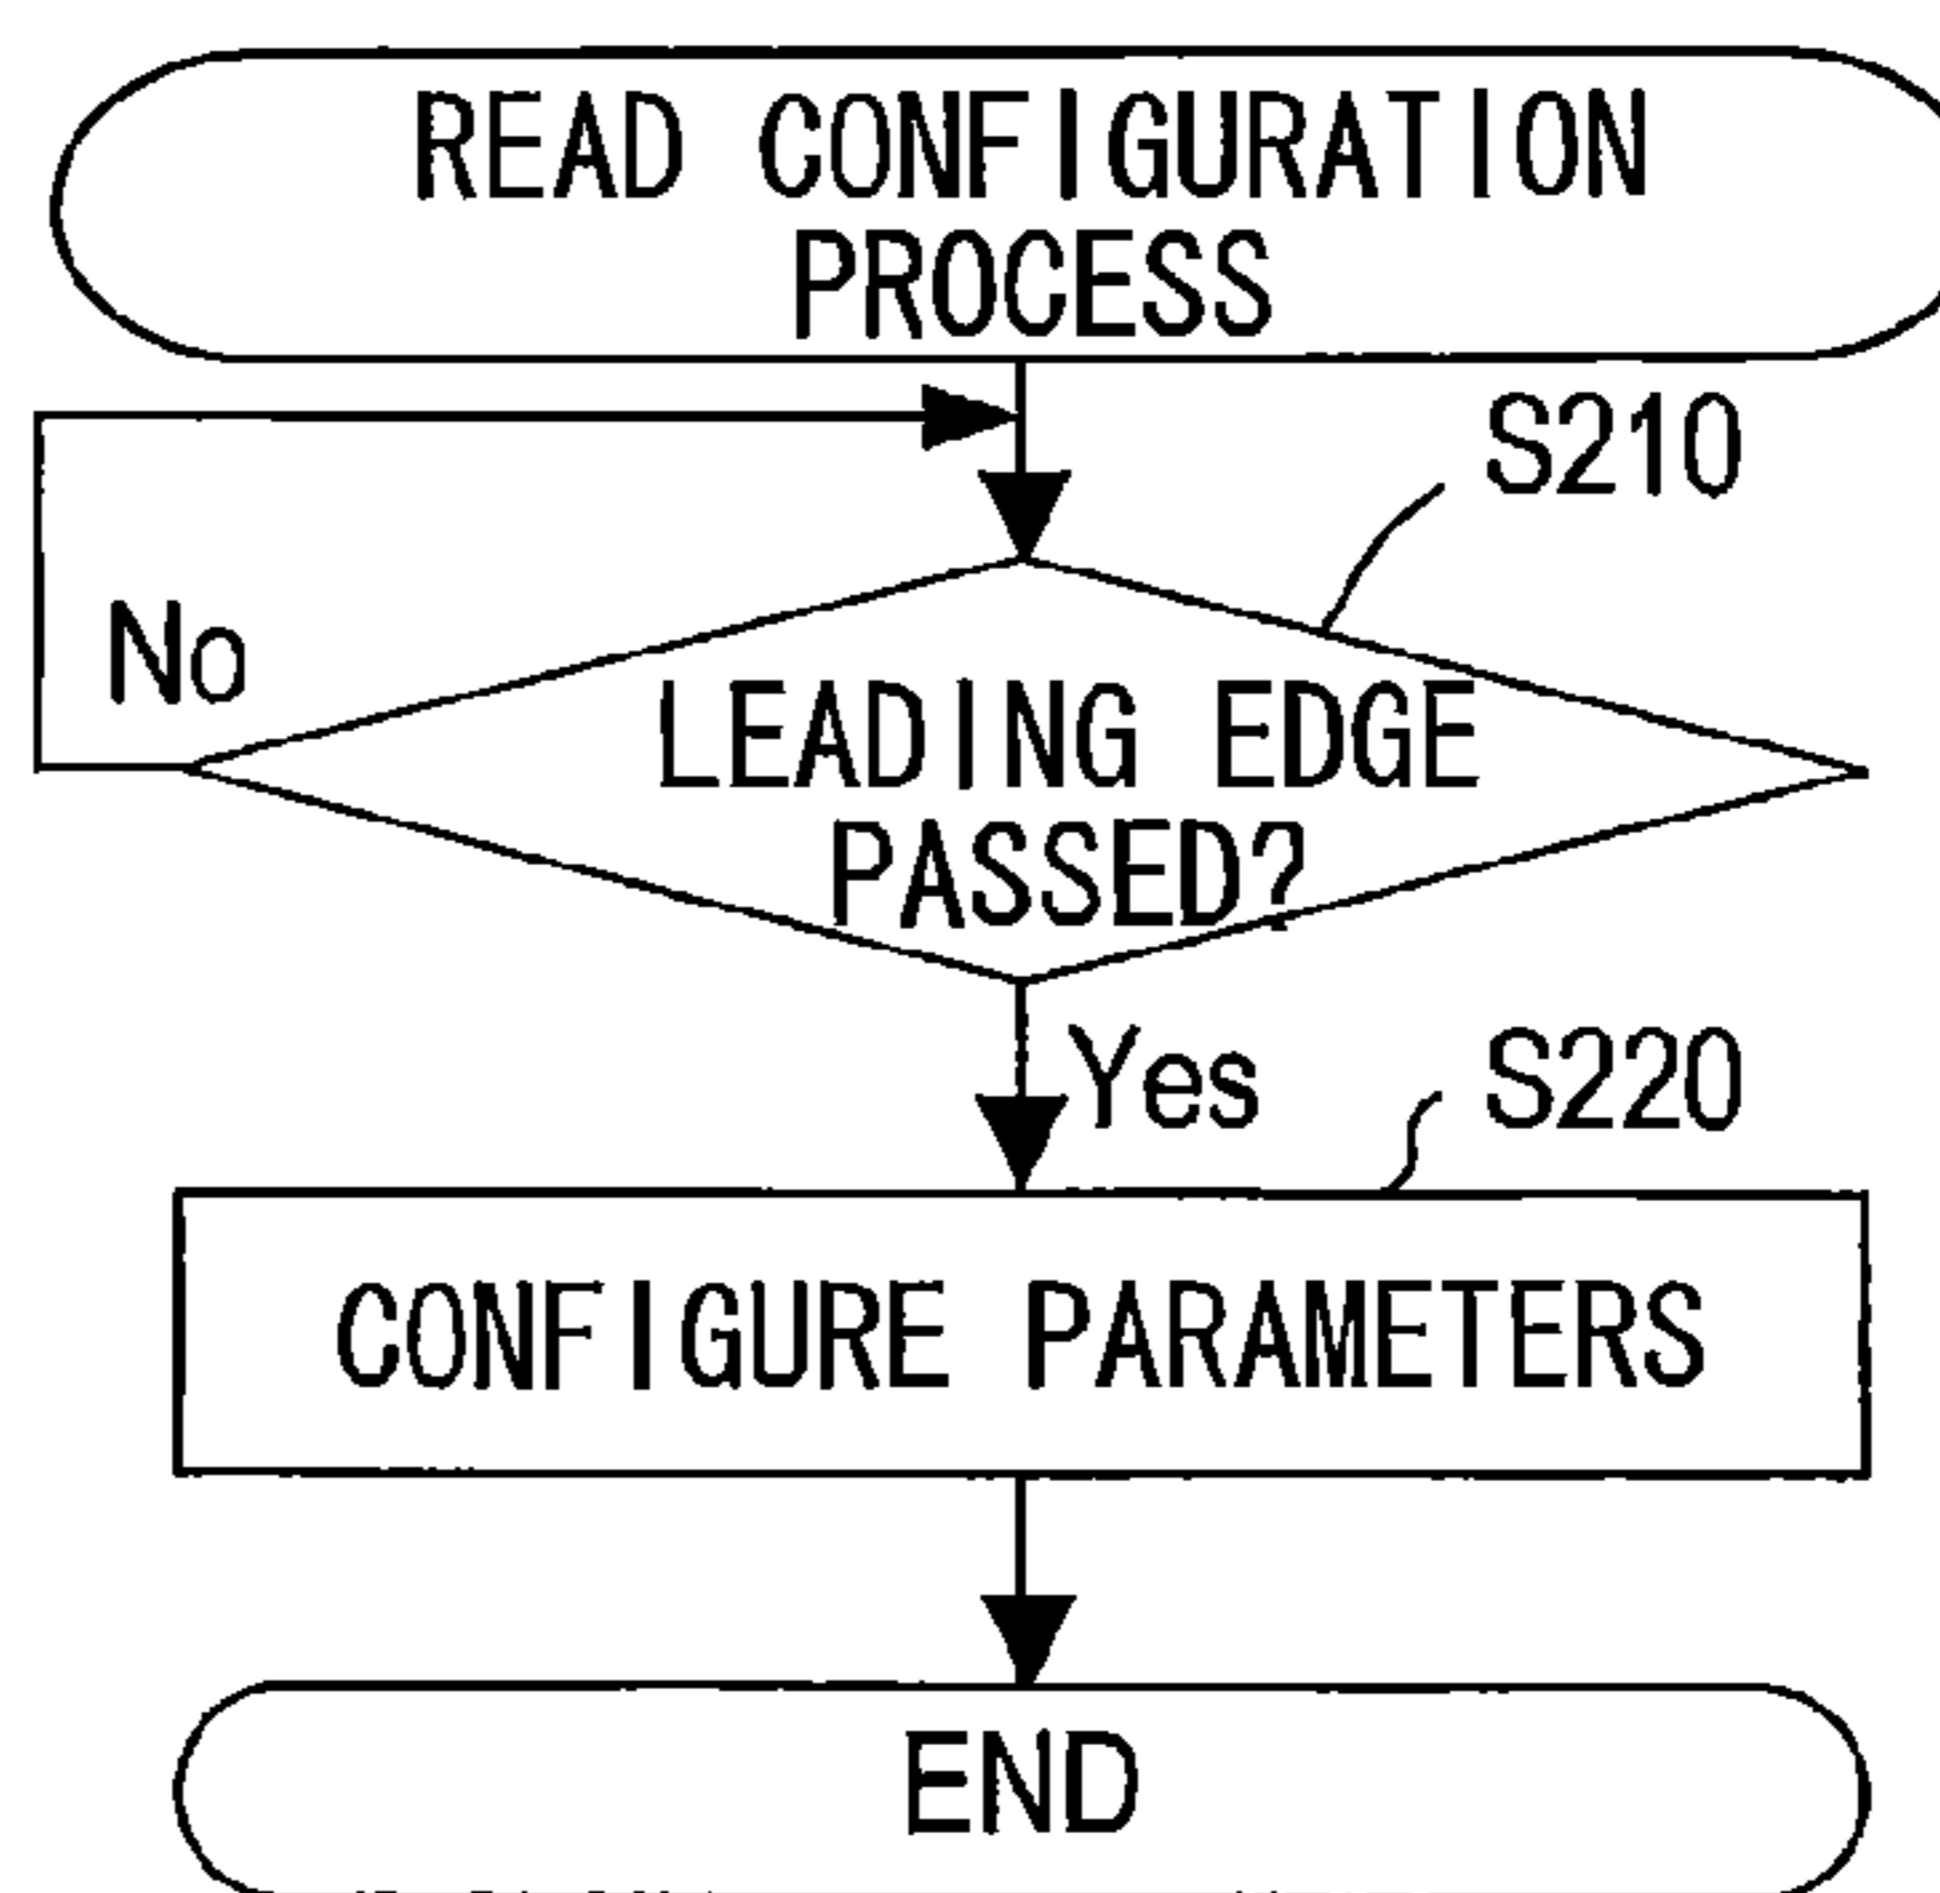 READ CONFIGURATION
PROCESS
S210
No
LEADING EDGE
PASSED?
Yes
S220
CONFIGURE PARAMETERS
END